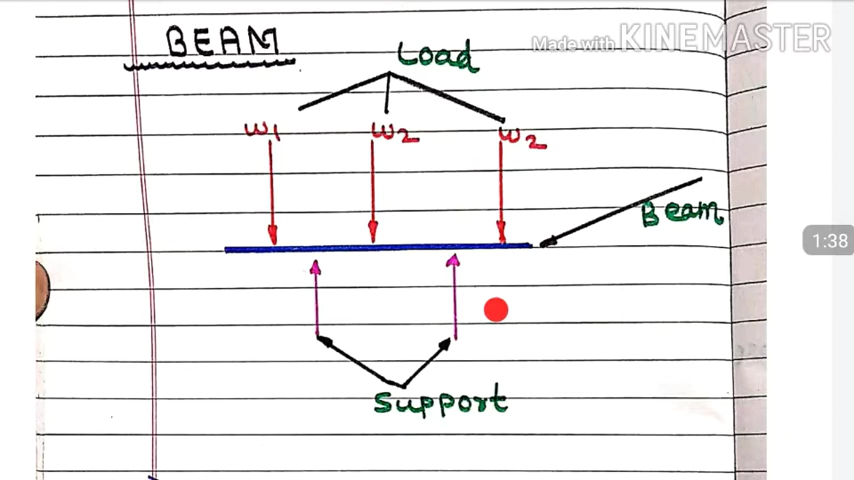 BEAM
Made with KINEMASTER
Load
W1 W2 W2
Beam
1:38
Support